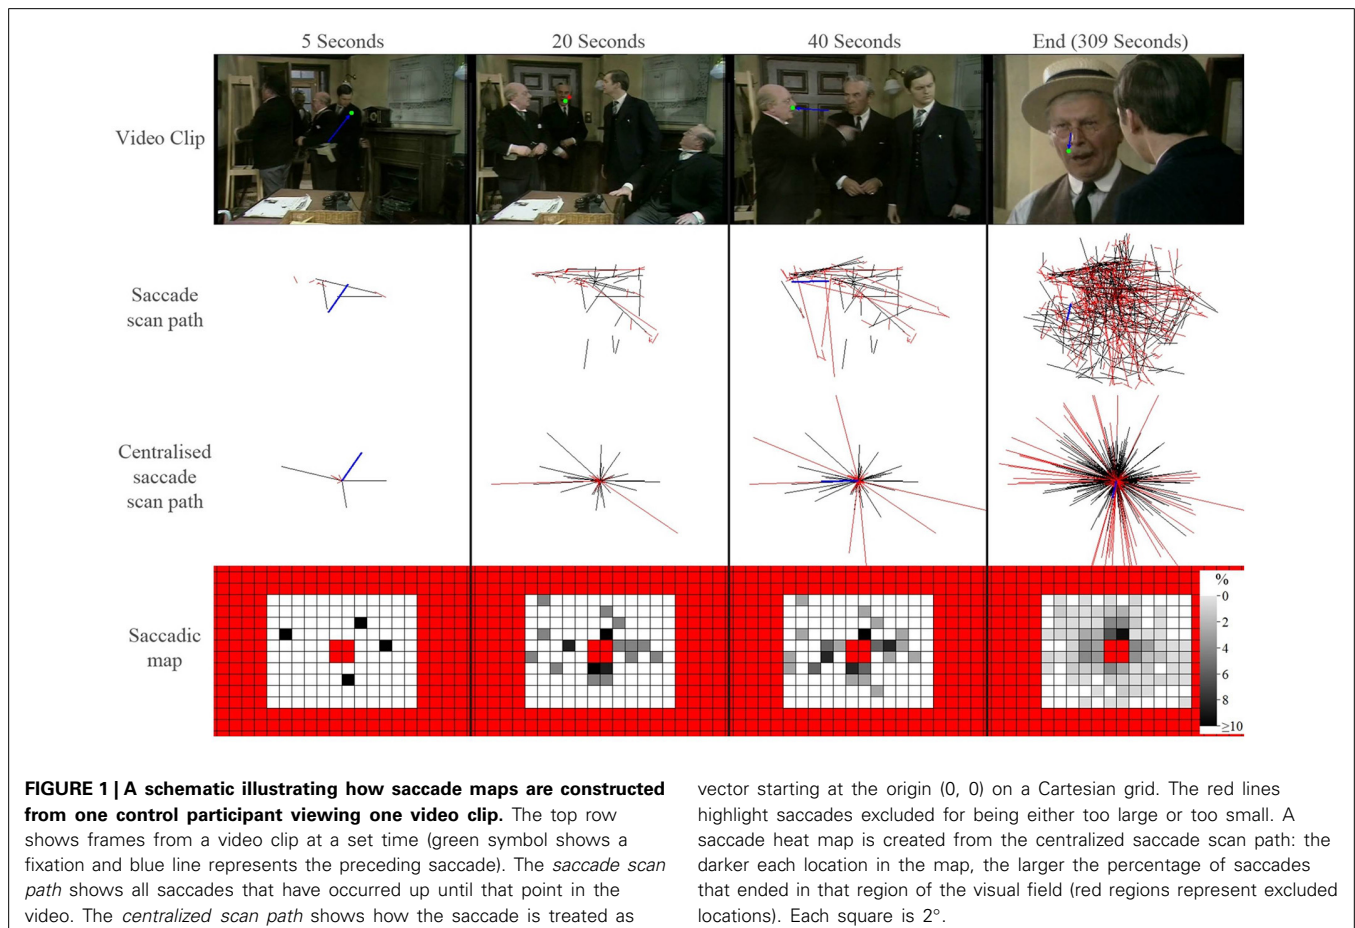 5 Seconds
20 Seconds
40 Seconds
End (309 Seconds)
Video Clip
Saccade
scan path
Centralised
saccade
scan path
Saccadic
map
%
0
2
4
6
8
≥10
FIGURE 1 | A schematic illustrating how saccade maps are constructed
from one control participant viewing one video clip. The top row
shows frames from a video clip at a set time (green symbol shows a
fixation and blue line represents the preceding saccade). The saccade scan
path shows all saccades that have occurred up until that point in the
video. The centralized scan path shows how the saccade is treated as
vector starting at the origin (0, 0) on a Cartesian grid. The red lines
highlight saccades excluded for being either too large or too small. A
saccade heat map is created from the centralized saccade scan path: the
darker each location in the map, the larger the percentage of saccades
that ended in that region of the visual field (red regions represent excluded
locations). Each square is 2°.